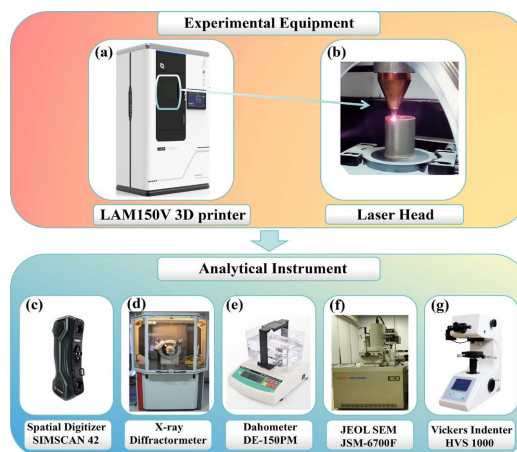 Experimental Equipment
(a)
(b)
LAM150V 3D printer
Laser Head
Analytical Instrument
(c)
(d)
(e)
(f)
(g)
Spatial Digitizer
SIMSCAN 42
X-ray
Diffractormeter
Dahometer
DE-150PM
JEOL SEM
JSM-6700F
Vickers Indenter
HVS 1000